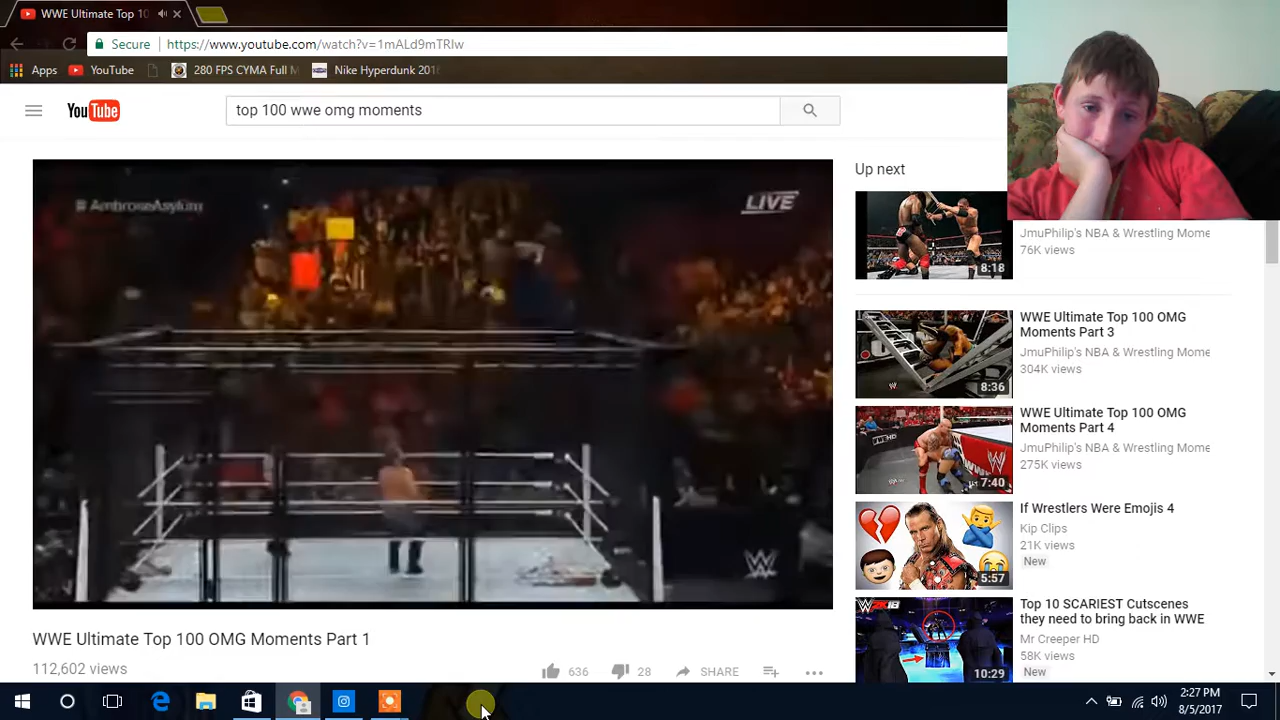 WWE Ultimate Top 10
Secure
https://www.youtube.com/watch?v=1mALd9mTRlw
Apps
YouTube
280 FPS CYMA Full M
Nike Hyperdunk 2016
YouTube
top 100 wwe omg moments
#AmbroseAsylum
LIVE
WWE Ultimate Top 100 OMG Moments Part 1
112,602 views
636
28
SHARE
Up next
JmuPhilip's NBA & Wrestling Mome
76K views
8:18
WWE Ultimate Top 100 OMG
Moments Part 3
JmuPhilip's NBA & Wrestling Mome
304K views
8:36
WWE Ultimate Top 100 OMG
Moments Part 4
JmuPhilip's NBA & Wrestling Mome
275K views
7:40
If Wrestlers Were Emojis 4
Kip Clips
21K views
New
5:57
Top 10 SCARIEST Cutscenes
they need to bring back in WWE
Mr Creeper HD
58K views
New
W2K18
10:29
2:27 PM
8/5/2017